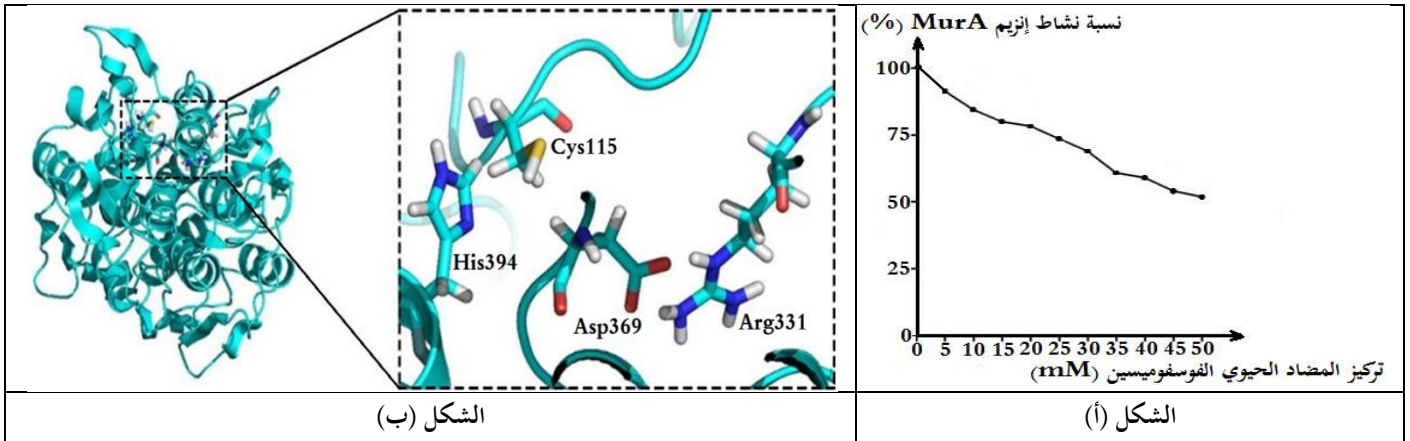 نسبة نشاط إنزيم MurA (%)
100
75
50
25
0
0 5 10 15 20 25 30 35 40 45 50
تركيز المضاد الحيوي الفوسفوميسين (mM)
الشكل (أ)
Cys115
His394
Asp369
Arg331
الشكل (ب)